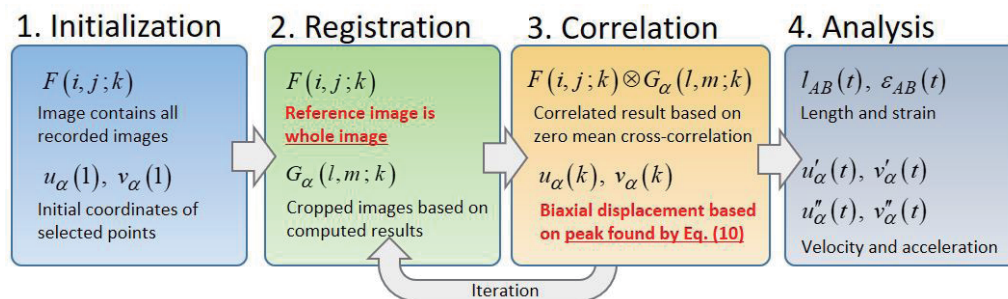 1. Initialization
F(i, j; k)
Image contains all
recorded images
u_α(1), v_α(1)
Initial coordinates of
selected points
2. Registration
F(i, j; k)
Reference image is
whole image
G_α(l, m; k)
Cropped images based on
computed results
3. Correlation
F(i, j; k)⊗G_α(l, m; k)
Correlated result based on
zero mean cross-correlation
u_α(k), v_α(k)
Biaxial displacement based
on peak found by Eq. (10)
4. Analysis
l_AB(t), ε_AB(t)
Length and strain
u′_α(t), v′_α(t)
u″_α(t), v″_α(t)
Velocity and acceleration
Iteration